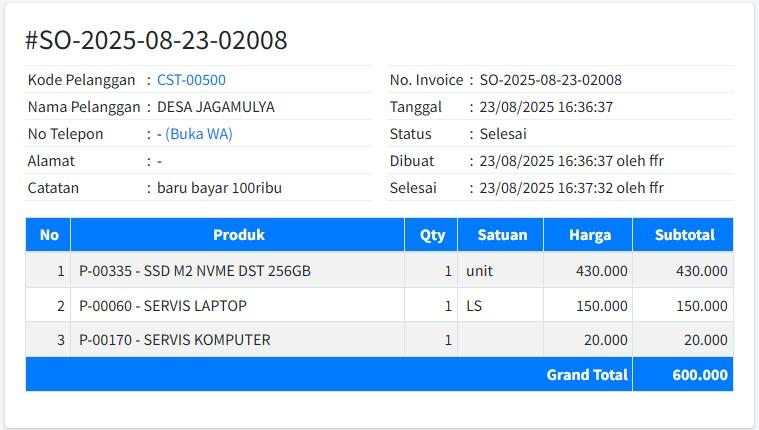 #SO-2025-08-23-02008
Kode Pelanggan : CST-00500
Nama Pelanggan : DESA JAGAMULYA
No Telepon : - (Buka WA)
Alamat : -
Catatan : baru bayar 100ribu
No. Invoice : SO-2025-08-23-02008
Tanggal : 23/08/2025 16:36:37
Status : Selesai
Dibuat : 23/08/2025 16:36:37 oleh ffr
Selesai : 23/08/2025 16:37:32 oleh ffr
No Produk Qty Satuan Harga Subtotal
1 P-00335 - SSD M2 NVME DST 256GB 1 unit 430.000 430.000
2 P-00060 - SERVIS LAPTOP 1 LS 150.000 150.000
3 P-00170 - SERVIS KOMPUTER 1 20.000 20.000
Grand Total 600.000